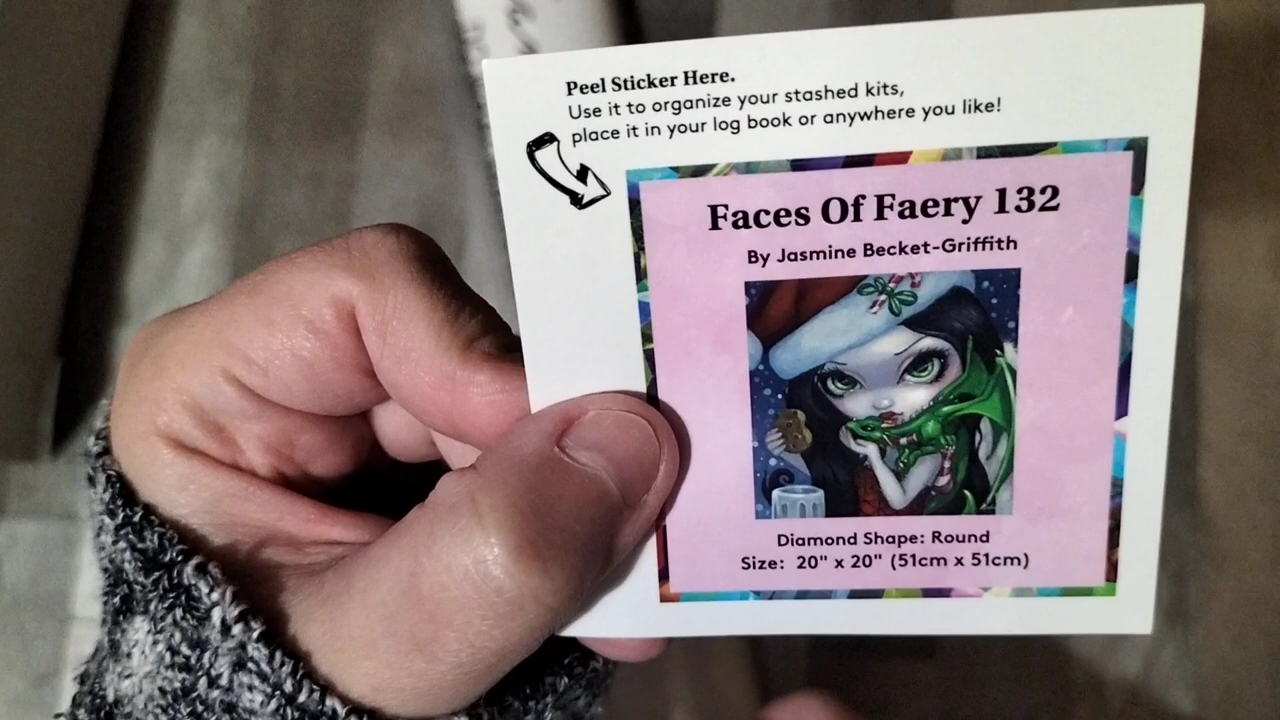 Peel Sticker Here.
Use it to organize your stashed kits,
place it in your log book or anywhere you like!
Faces Of Faery 132
By Jasmine Becket-Griffith
Diamond Shape: Round
Size: 20" x 20" (51cm x 51cm)